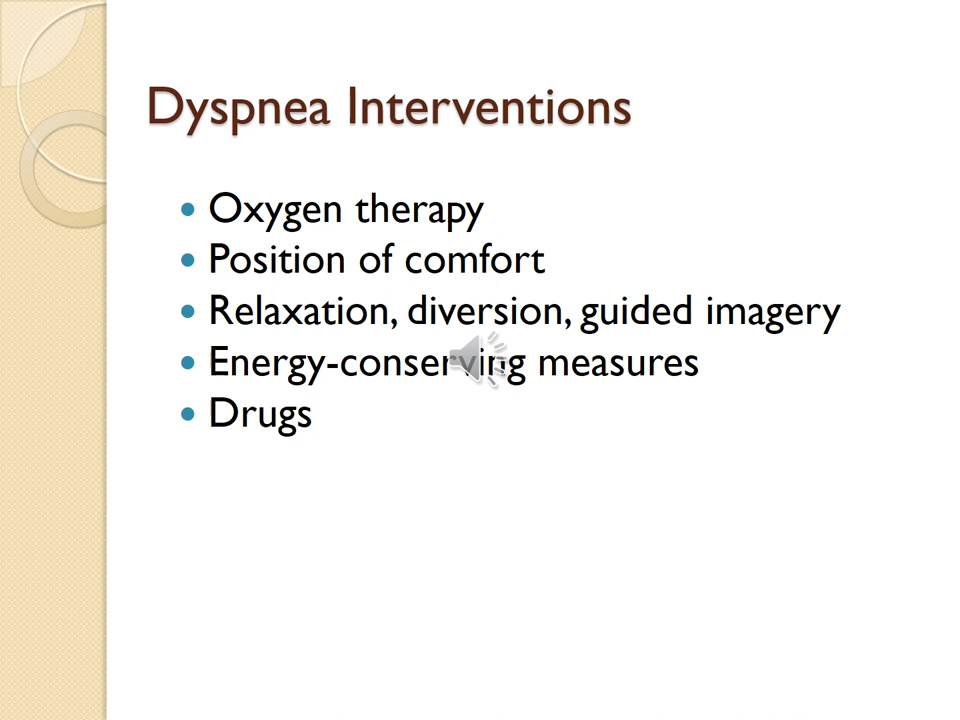 Dyspnea Interventions
Oxygen therapy
Position of comfort
Relaxation, diversion, guided imagery
Energy-conserving measures
Drugs